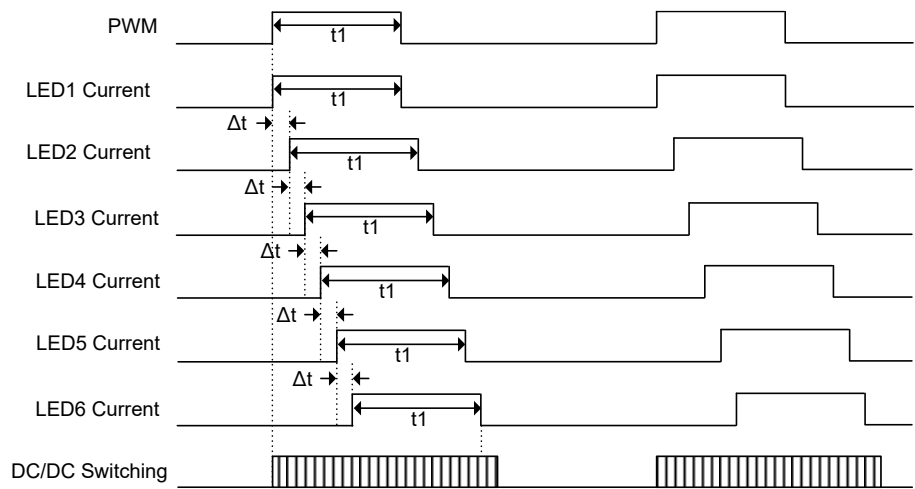 PWM
t1
LED1 Current
t1
Δt
LED2 Current
t1
Δt
LED3 Current
t1
Δt
LED4 Current
t1
Δt
LED5 Current
t1
Δt
LED6 Current
t1
DC/DC Switching